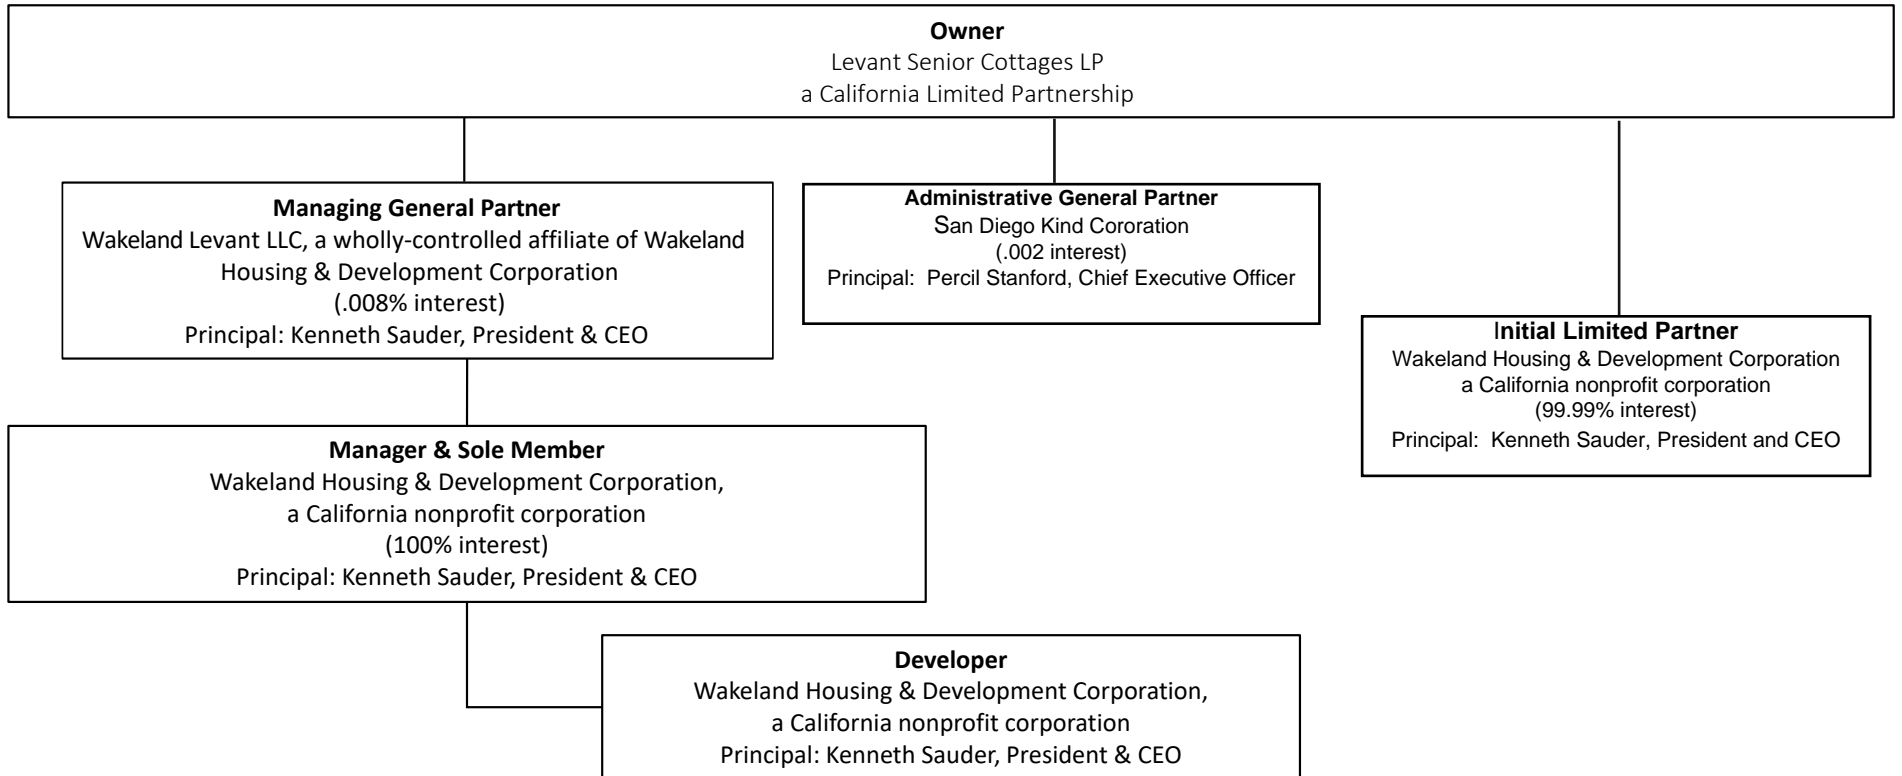 Owner
Levant Senior Cottages LP
a California Limited Partnership
Managing General Partner
Wakeland Levant LLC, a wholly-controlled affiliate of Wakeland
Housing & Development Corporation
(.008% interest)
Principal: Kenneth Sauder, President & CEO
Administrative General Partner
San Diego Kind Cororation
(.002 interest)
Principal: Percil Stanford, Chief Executive Officer
Initial Limited Partner
Wakeland Housing & Development Corporation
a California nonprofit corporation
(99.99% interest)
Principal: Kenneth Sauder, President and CEO
Manager & Sole Member
Wakeland Housing & Development Corporation,
a California nonprofit corporation
(100% interest)
Principal: Kenneth Sauder, President & CEO
Developer
Wakeland Housing & Development Corporation,
a California nonprofit corporation
Principal: Kenneth Sauder, President & CEO